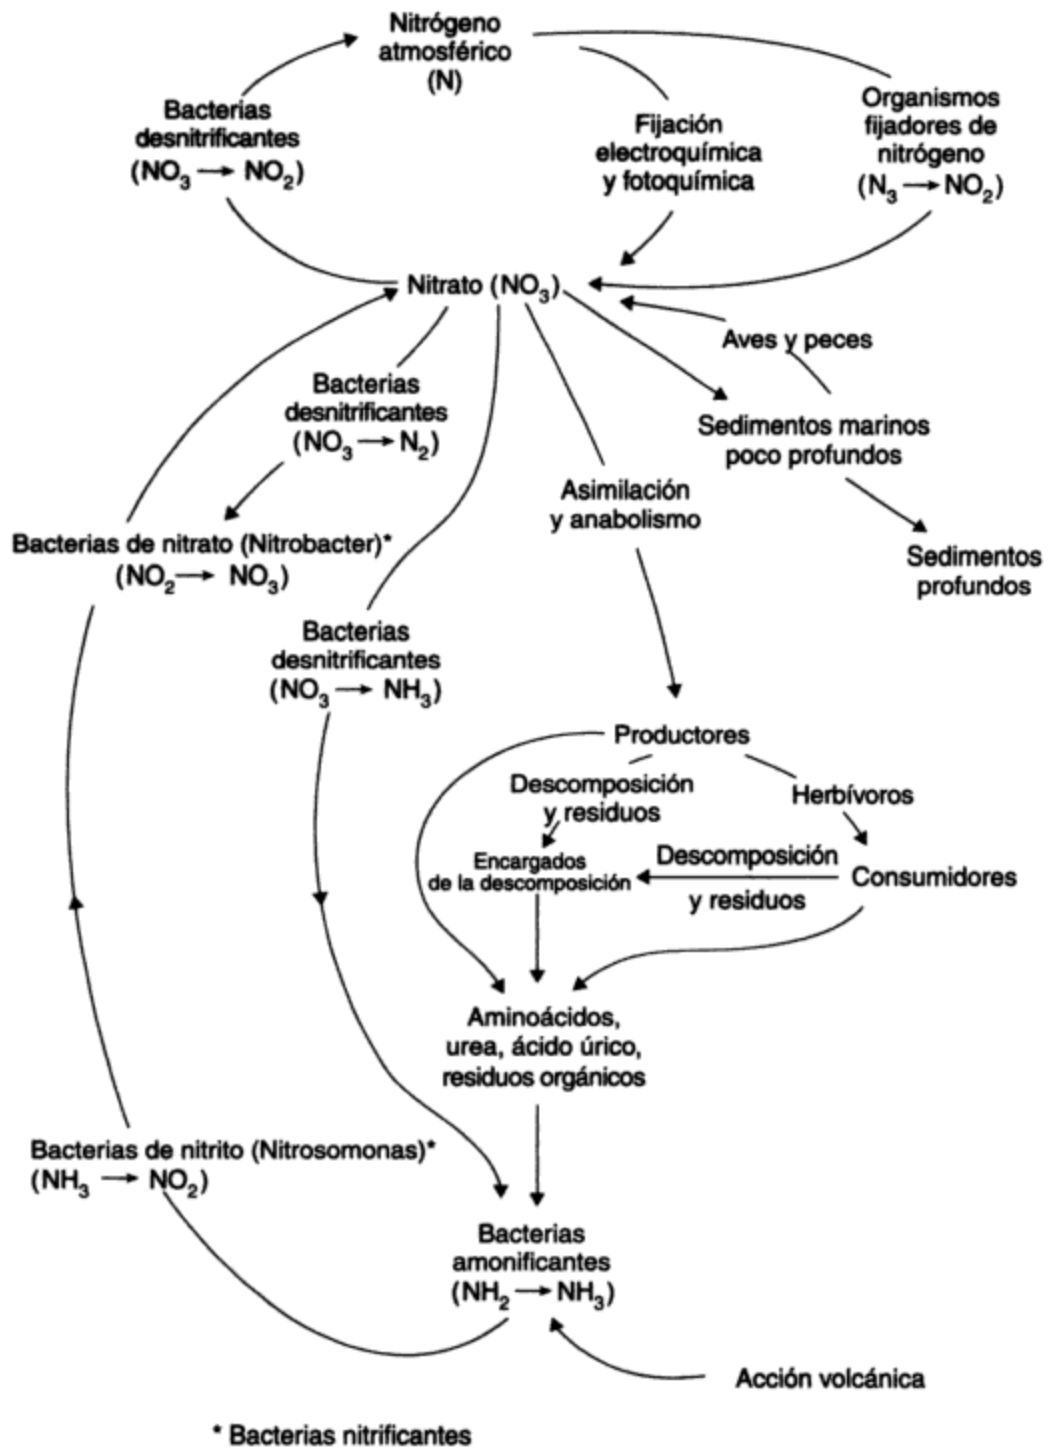 Nitrógeno
atmosférico
(N)
Bacterias
desnitrificantes
(NO₃ → NO₂)
Fijación
electroquímica
y fotoquímica
Organismos
fijadores de
nitrógeno
(N₃ → NO₂)
Nitrato (NO₃)
Aves y peces
Bacterias
desnitrificantes
(NO₃ → N₂)
Sedimentos marinos
poco profundos
Asimilación
y anabolismo
Bacterias de nitrato (Nitrobacter)*
(NO₂ → NO₃)
Sedimentos
profundos
Bacterias
desnitrificantes
(NO₃ → NH₃)
Productores
Descomposición
y residuos
Herbívoros
Encargados
de la descomposición
Descomposición
y residuos
Consumidores
Aminoácidos,
urea, ácido úrico,
residuos orgánicos
Bacterias de nitrito (Nitrosomonas)*
(NH₃ → NO₂)
Bacterias
amonificantes
(NH₂ → NH₃)
Acción volcánica
* Bacterias nitrificantes